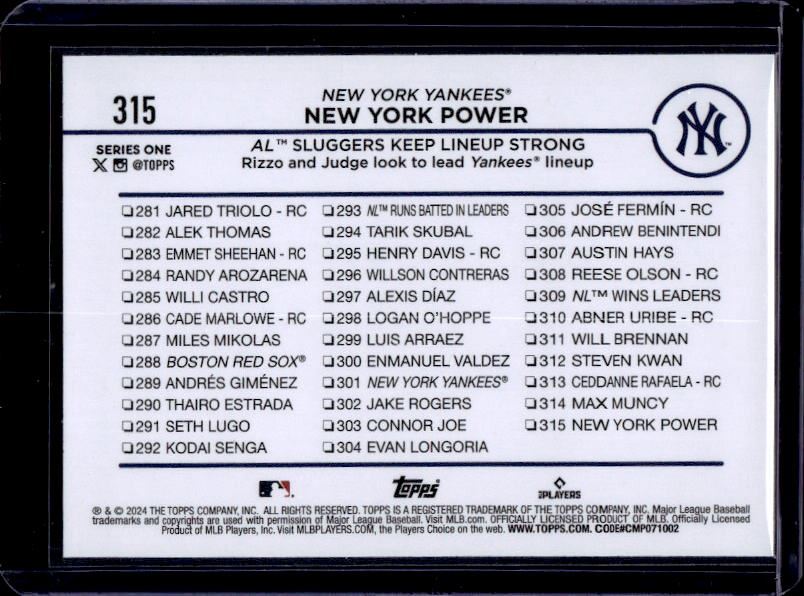 315
NEW YORK YANKEES®
NEW YORK POWER
NY™
SERIES ONE
X @TOPPS
AL™ SLUGGERS KEEP LINEUP STRONG
Rizzo and Judge look to lead Yankees® lineup
281 JARED TRIOLO - RC
282 ALEK THOMAS
283 EMMET SHEEHAN - RC
284 RANDY AROZARENA
285 WILLI CASTRO
286 CADE MARLOWE - RC
287 MILES MIKOLAS
288 BOSTON RED SOX®
289 ANDRÉS GIMÉNEZ
290 THAIRO ESTRADA
291 SETH LUGO
292 KODAI SENGA
293 NL™ RUNS BATTED IN LEADERS
294 TARIK SKUBAL
295 HENRY DAVIS - RC
296 WILLSON CONTRERAS
297 ALEXIS DÍAZ
298 LOGAN O'HOPPE
299 LUIS ARRAEZ
300 ENMANUEL VALDEZ
301 NEW YORK YANKEES®
302 JAKE ROGERS
303 CONNOR JOE
304 EVAN LONGORIA
305 JOSÉ FERMÍN - RC
306 ANDREW BENINTENDI
307 AUSTIN HAYS
308 REESE OLSON - RC
309 NL™ WINS LEADERS
310 ABNER URIBE - RC
311 WILL BRENNAN
312 STEVEN KWAN
313 CEDDANNE RAFAELA - RC
314 MAX MUNCY
315 NEW YORK POWER
Topps®
PLAYERS
® & © 2024 THE TOPPS COMPANY, INC. ALL RIGHTS RESERVED. TOPPS IS A REGISTERED TRADEMARK OF THE TOPPS COMPANY, INC. Major League Baseball
trademarks and copyrights are used with permission of Major League Baseball. Visit MLB.com. OFFICIALLY LICENSED PRODUCT OF MLB. Officially Licensed
Product of MLB Players, Inc. Visit MLBPLAYERS.COM, the Players Choice on the web. WWW.TOPPS.COM. CODE#CMP071002